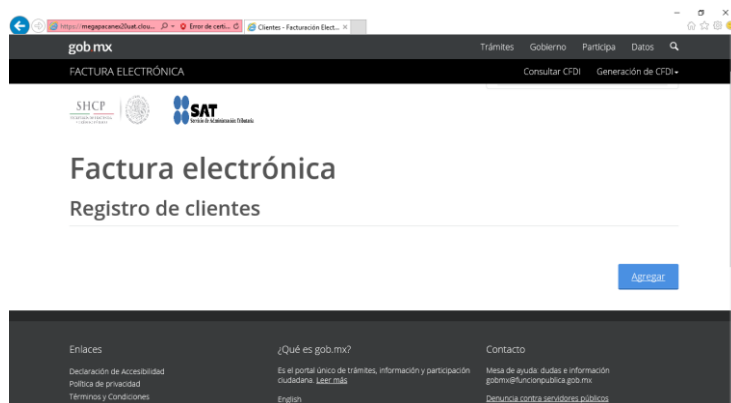 https://megapacanex20uat.clou...
Error de certi...
Clientes - Facturación Elect...
gob mx
Trámites Gobierno Participa Datos
FACTURA ELECTRÓNICA
Consultar CFDI Generación de CFDI
SHCP
SAT
Servicio de Administración Tributaria
Factura electrónica
Registro de clientes
Agregar
Enlaces
Declaración de Accesibilidad
Política de privacidad
Términos y Condiciones
¿Qué es gob.mx?
Es el portal único de trámites, información y participación
ciudadana. Leer más
English
Contacto
Mesa de ayuda: dudas e información
gobmx@funcionpublica.gob.mx
Denuncia contra servidores públicos